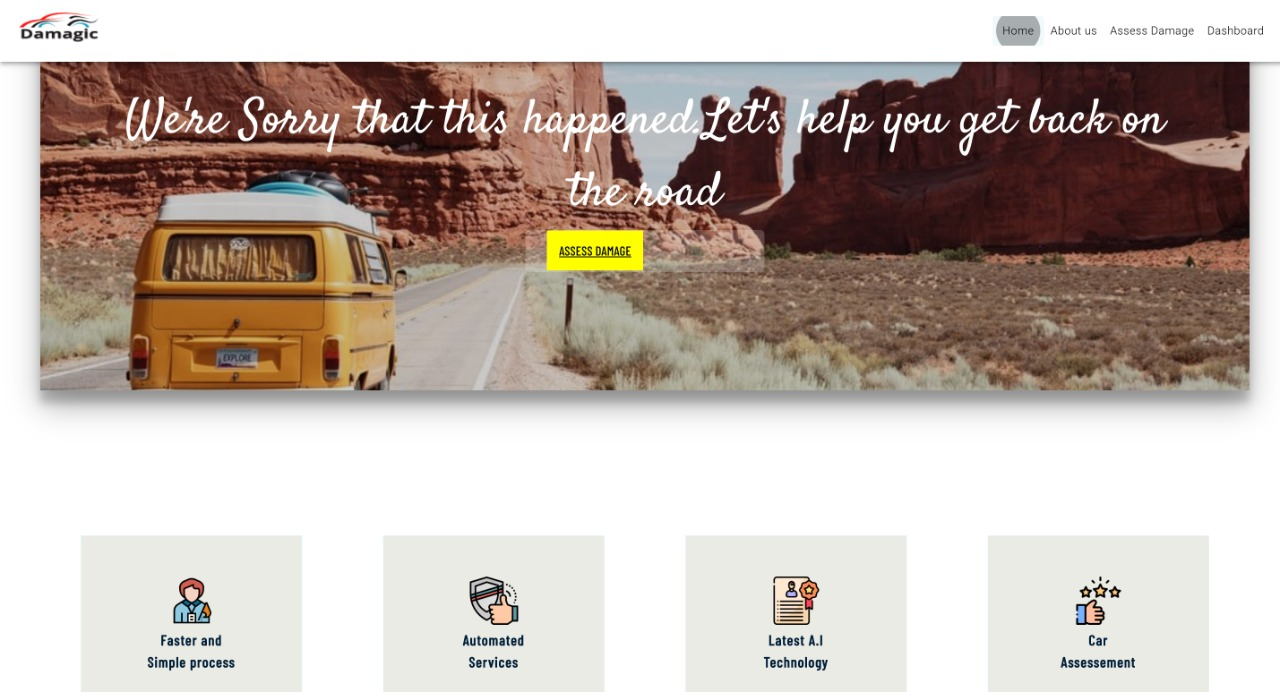 Damagic
Home About us Assess Damage Dashboard
We're Sorry that this happened.Let's help you get back on
the road
ASSESS DAMAGE
EXPLORE
Faster and
Simple process
Automated
Services
Latest A.I
Technology
Car
Assessement